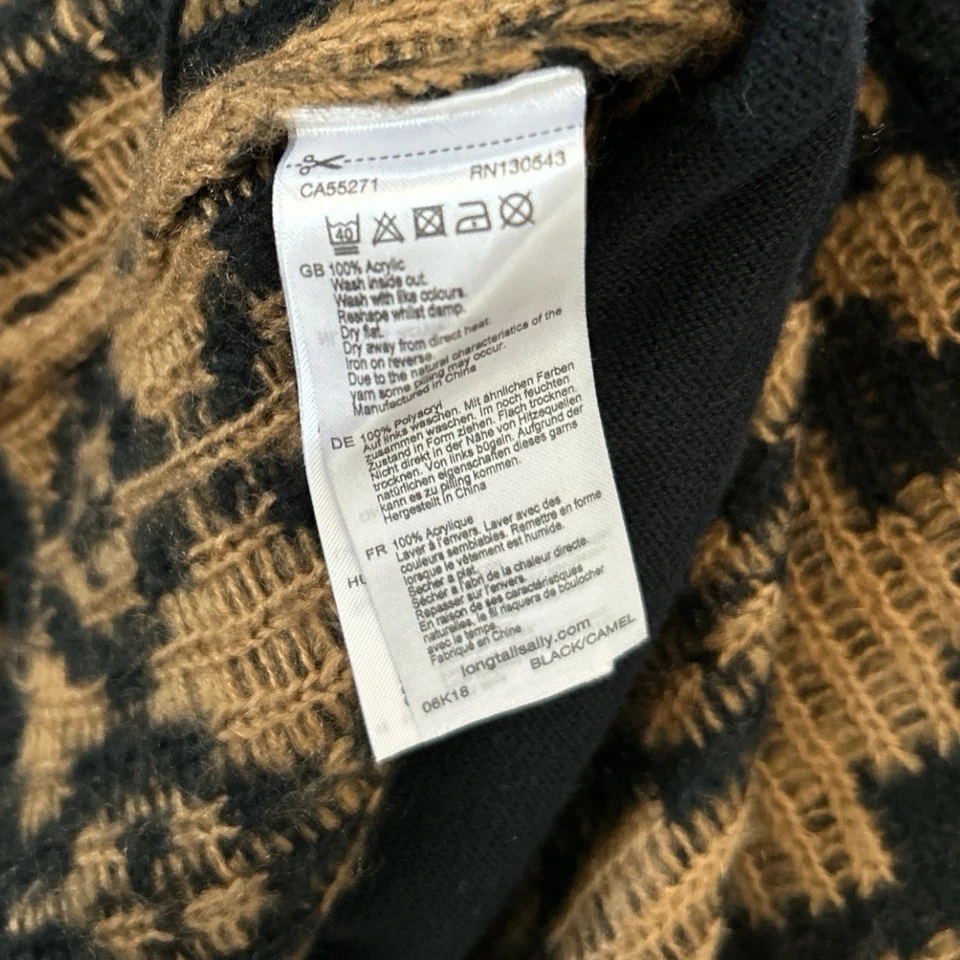 CA55271 RN130543
40
GB 100% Acrylic
Wash inside out.
Wash with like colours.
Reshape whilst damp.
Dry flat.
Dry away from direct heat.
Iron on reverse.
Due to the natural characteristics of the
yarn some pilling may occur.
Manufactured in China
DE 100% Polyacryl
Auf links waschen. Mit ähnlichen Farben
zusammen waschen. Im noch feuchten
Zustand in Form ziehen. Flach trocknen.
Nicht direkt in der Nähe von Hitzequellen
trocknen. Von links bügeln. Aufgrund der
natürlichen eigenschaften dieses garns
kann es zu pilling kommen.
Hergestellt in China
FR 100% Acrylique
Laver à l'envers. Laver avec des
couleurs semblables. Remettre en forme
lorsque le vêtement est humide.
Secher a plat.
Sécher a l'abri de la chaleur directe.
Repasser sur l'envers.
En raison de ses caractéristiques
naturelles, le fil risquera de boulocher
avec le temps.
Fabriqué en Chine
HU
longtallsally.com
06K18 BLACK/CAMEL